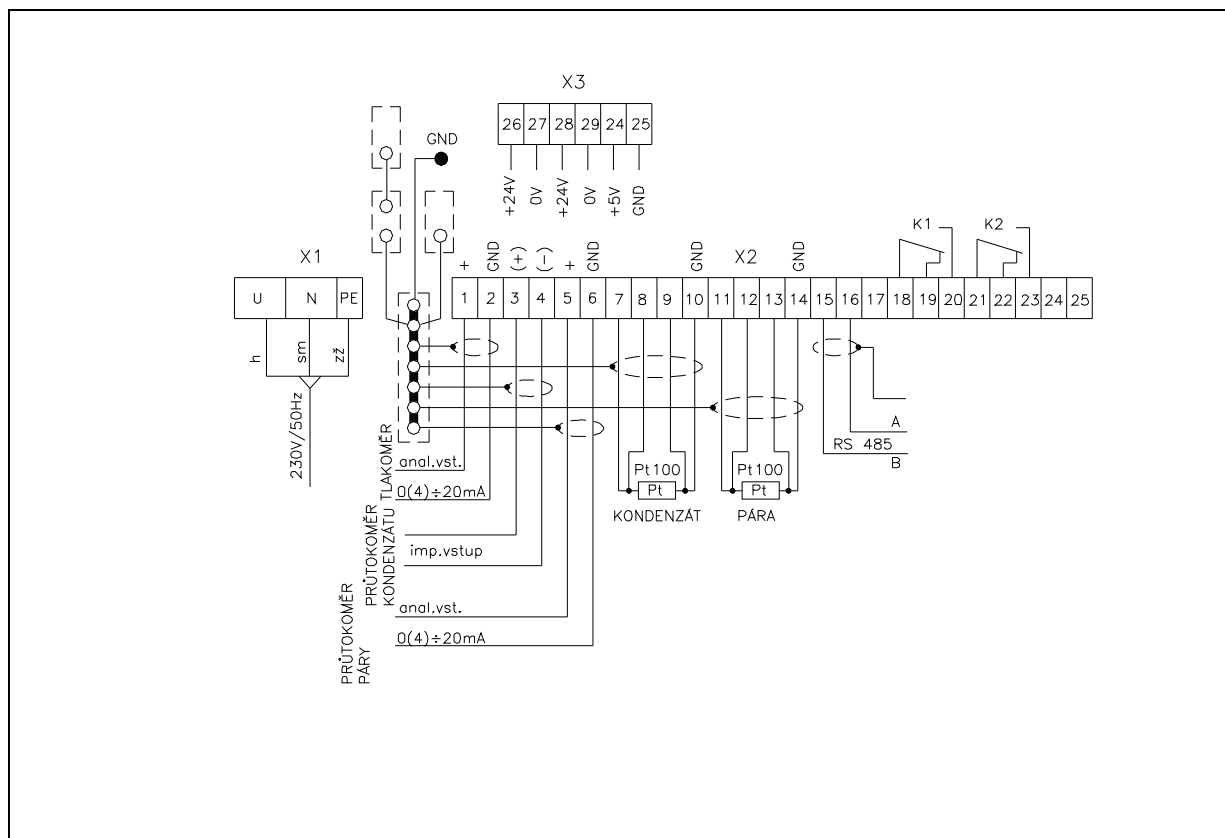 X3
26 27 28 29 24 25
+24V 0V +24V 0V +5V GND
GND
K1 K2
X1
+ GND (+) (−) + GND GND X2 GND
U N PE
1 2 3 4 5 6 7 8 9 10 11 12 13 14 15 16 17 18 19 20 21 22 23 24 25
h sm zž
230V/50Hz
A
RS 485
B
TLAKOMĚR
anal.vst.
0(4)÷20mA
Pt100 Pt100
Pt Pt
KONDENZÁT PÁRA
PRŮTOKOMĚR
KONDENZÁTU
imp.vstup
PRŮTOKOMĚR
PÁRY
anal.vst.
0(4)÷20mA